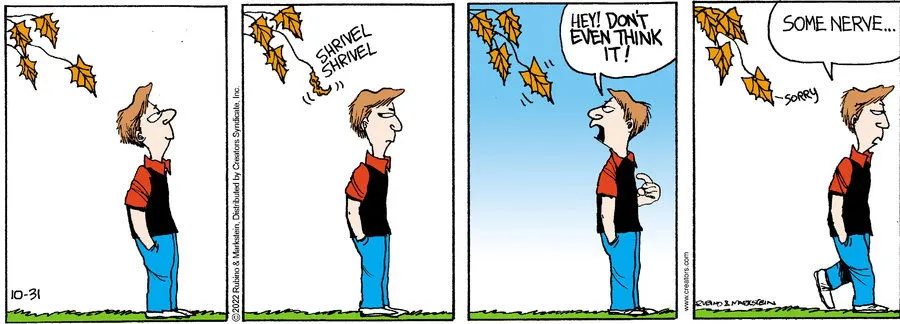 10-31
©2022 Rubino & Markstein, Distributed by Creators Syndicate, Inc.
SHRIVEL
SHRIVEL
HEY! DON'T
EVEN THINK
IT!
SOME NERVE...
SORRY
www.creators.com
RUBINO & MARKSTEIN